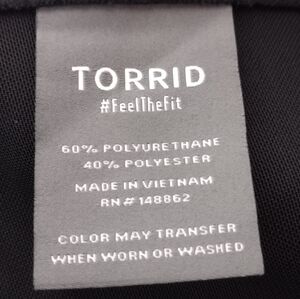 TORRID
#FeelTheFit
60% POLYURETHANE
40% POLYESTER
MADE IN VIETNAM
RN# 148862
COLOR MAY TRANSFER
WHEN WORN OR WASHED